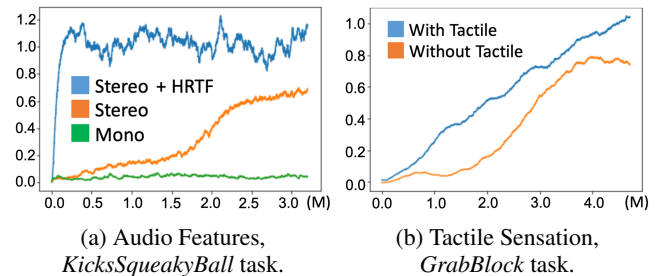 1.2
1.0
0.8
0.6
0.4
0.2
0.0
Stereo + HRTF
Stereo
Mono
0.0 0.5 1.0 1.5 2.0 2.5 3.0 (M)
(a) Audio Features,
KicksSqueakyBall task.
1.0
0.8
0.6
0.4
0.2
0.0
With Tactile
Without Tactile
0.0 1.0 2.0 3.0 4.0 (M)
(b) Tactile Sensation,
GrabBlock task.